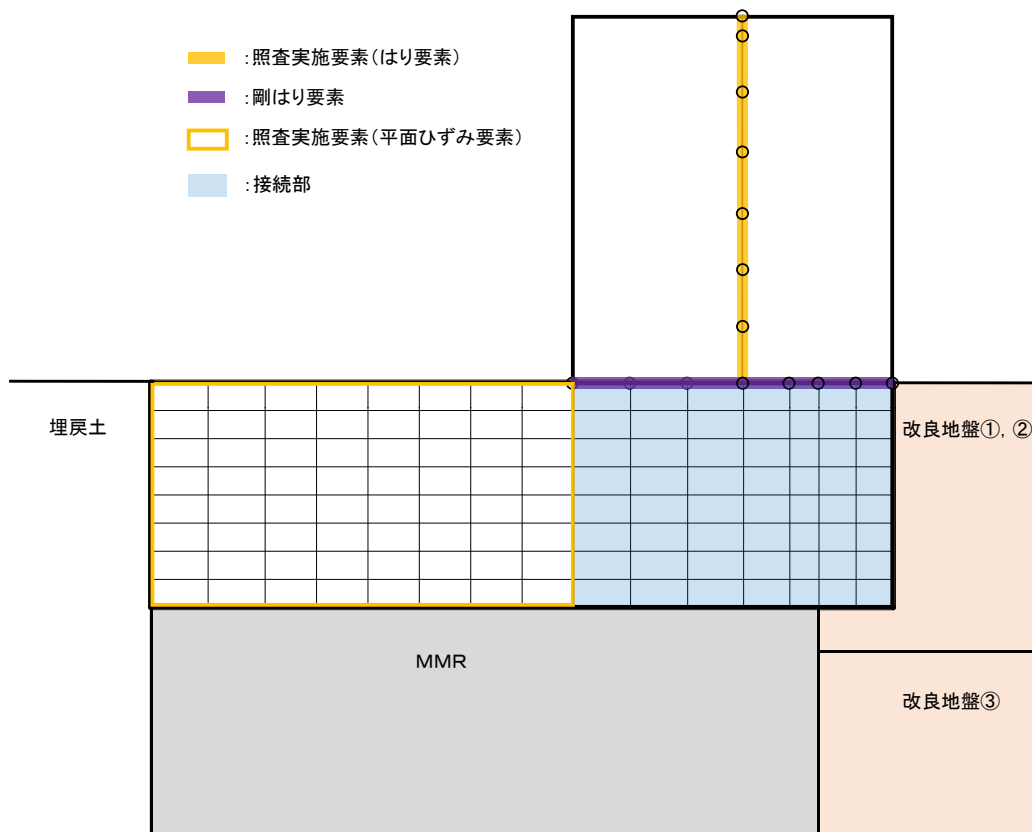 :照査実施要素(はり要素)
:剛はり要素
:照査実施要素(平面ひずみ要素)
:接続部
埋戻土
改良地盤①,②
MMR
改良地盤③